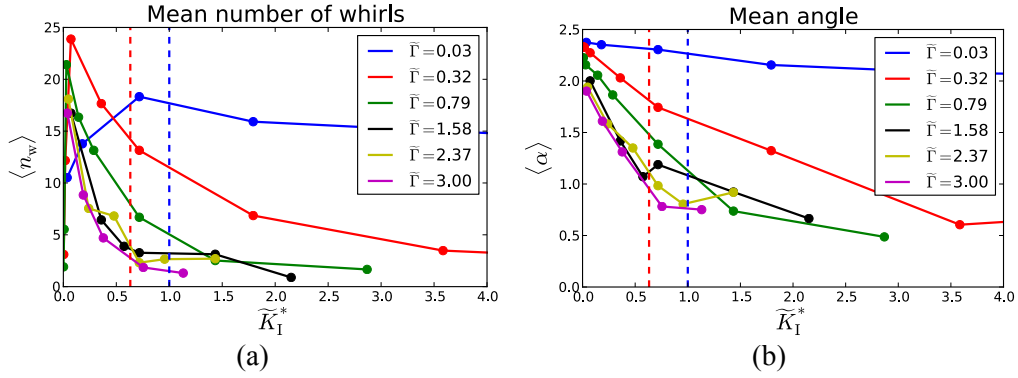 Mean number of whirls
25
20
15
10
5
0
0.0 0.5 1.0 1.5 2.0 2.5 3.0 3.5 4.0
⟨n_w⟩
K̃_I^*
Γ̃=0.03
Γ̃=0.32
Γ̃=0.79
Γ̃=1.58
Γ̃=2.37
Γ̃=3.00
(a)
Mean angle
2.5
2.0
1.5
1.0
0.5
0.0
0.0 0.5 1.0 1.5 2.0 2.5 3.0 3.5 4.0
⟨α⟩
K̃_I^*
Γ̃=0.03
Γ̃=0.32
Γ̃=0.79
Γ̃=1.58
Γ̃=2.37
Γ̃=3.00
(b)